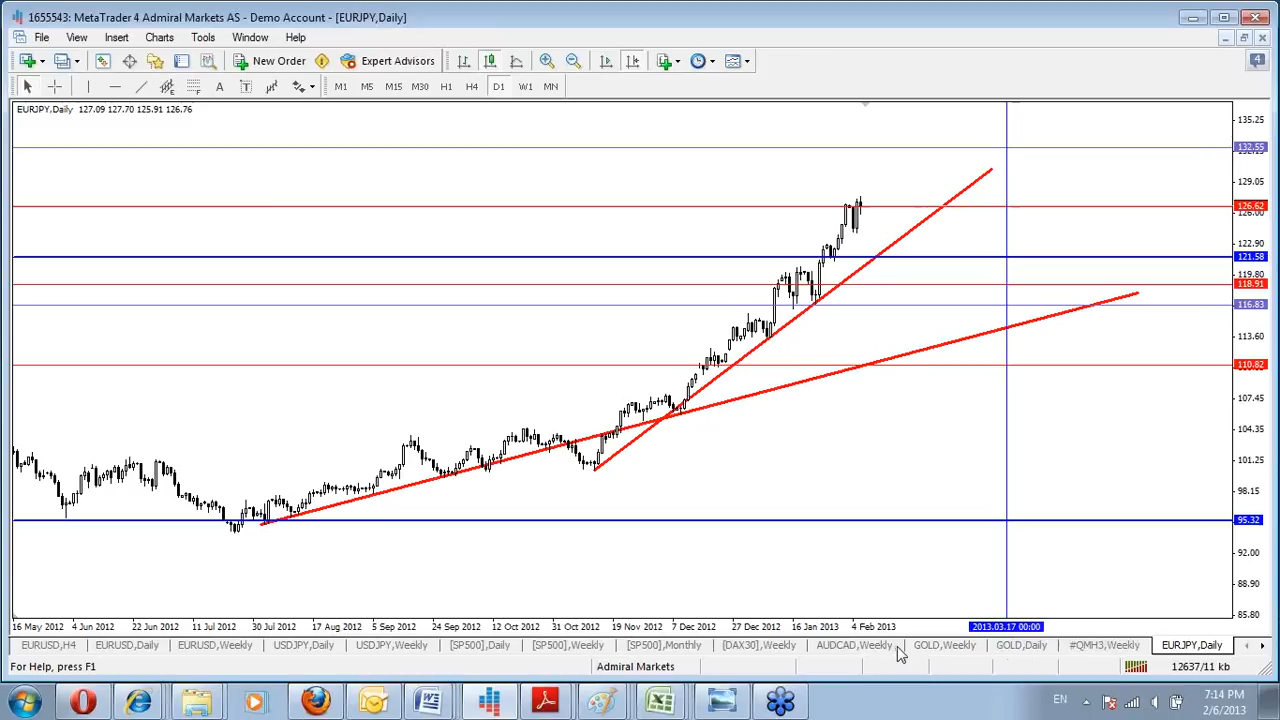 1655543: MetaTrader 4 Admiral Markets AS - Demo Account - [EURJPY,Daily]
File View Insert Charts Tools Window Help
New Order Expert Advisors 4
A T M1 M5 M15 M30 H1 H4 D1 W1 MN
EURJPY,Daily 127.09 127.70 125.91 126.76
135.25
132.55
129.05
126.62
126.00
122.90
121.58
119.80
118.91
116.83
113.60
110.82
107.45
104.35
101.25
98.15
95.32
92.00
88.90
85.80
16 May 2012 4 Jun 2012 22 Jun 2012 11 Jul 2012 30 Jul 2012 17 Aug 2012 5 Sep 2012 24 Sep 2012 12 Oct 2012 31 Oct 2012 19 Nov 2012 7 Dec 2012 27 Dec 2012 16 Jan 2013 4 Feb 2013 2013.03.17 00:00
EURUSD,H4 EURUSD,Daily EURUSD,Weekly USDJPY,Daily USDJPY,Weekly [SP500],Daily [SP500],Weekly [SP500],Monthly [DAX30],Weekly AUDCAD,Weekly GOLD,Weekly GOLD,Daily #QMH3,Weekly EURJPY,Daily
For Help, press F1 Admiral Markets 12637/11 kb
EN 7:14 PM
2/6/2013